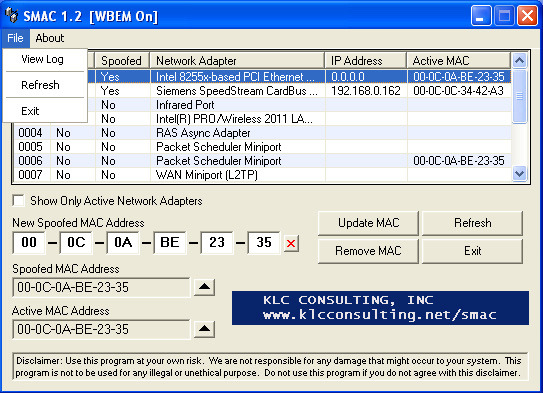 SMAC 1.2 [WBEM On]
File About
View Log
Refresh
Exit
Spoofed Network Adapter IP Address Active MAC
Yes Intel 8255x-based PCI Ethernet ... 0.0.0.0 00-0C-0A-BE-23-35
Yes Siemens SpeedStream CardBus ... 192.168.0.162 00-0C-0C-34-42-A3
No Infrared Port
No Intel(R) PRO/Wireless 2011 LA...
0004 No No RAS Async Adapter
0005 No No Packet Scheduler Miniport
0006 No No Packet Scheduler Miniport 00-0C-0A-BE-23-35
0007 No No WAN Miniport (L2TP)
Show Only Active Network Adapters
New Spoofed MAC Address
00 - 0C - 0A - BE - 23 - 35
Update MAC Refresh
Remove MAC Exit
Spoofed MAC Address
00-0C-0A-BE-23-35
Active MAC Address
00-0C-0A-BE-23-35
KLC CONSULTING, INC
www.klcconsulting.net/smac
Disclaimer: Use this program at your own risk. We are not responsible for any damage that might occur to your system. This
program is not to be used for any illegal or unethical purpose. Do not use this program if you do not agree with this disclaimer.